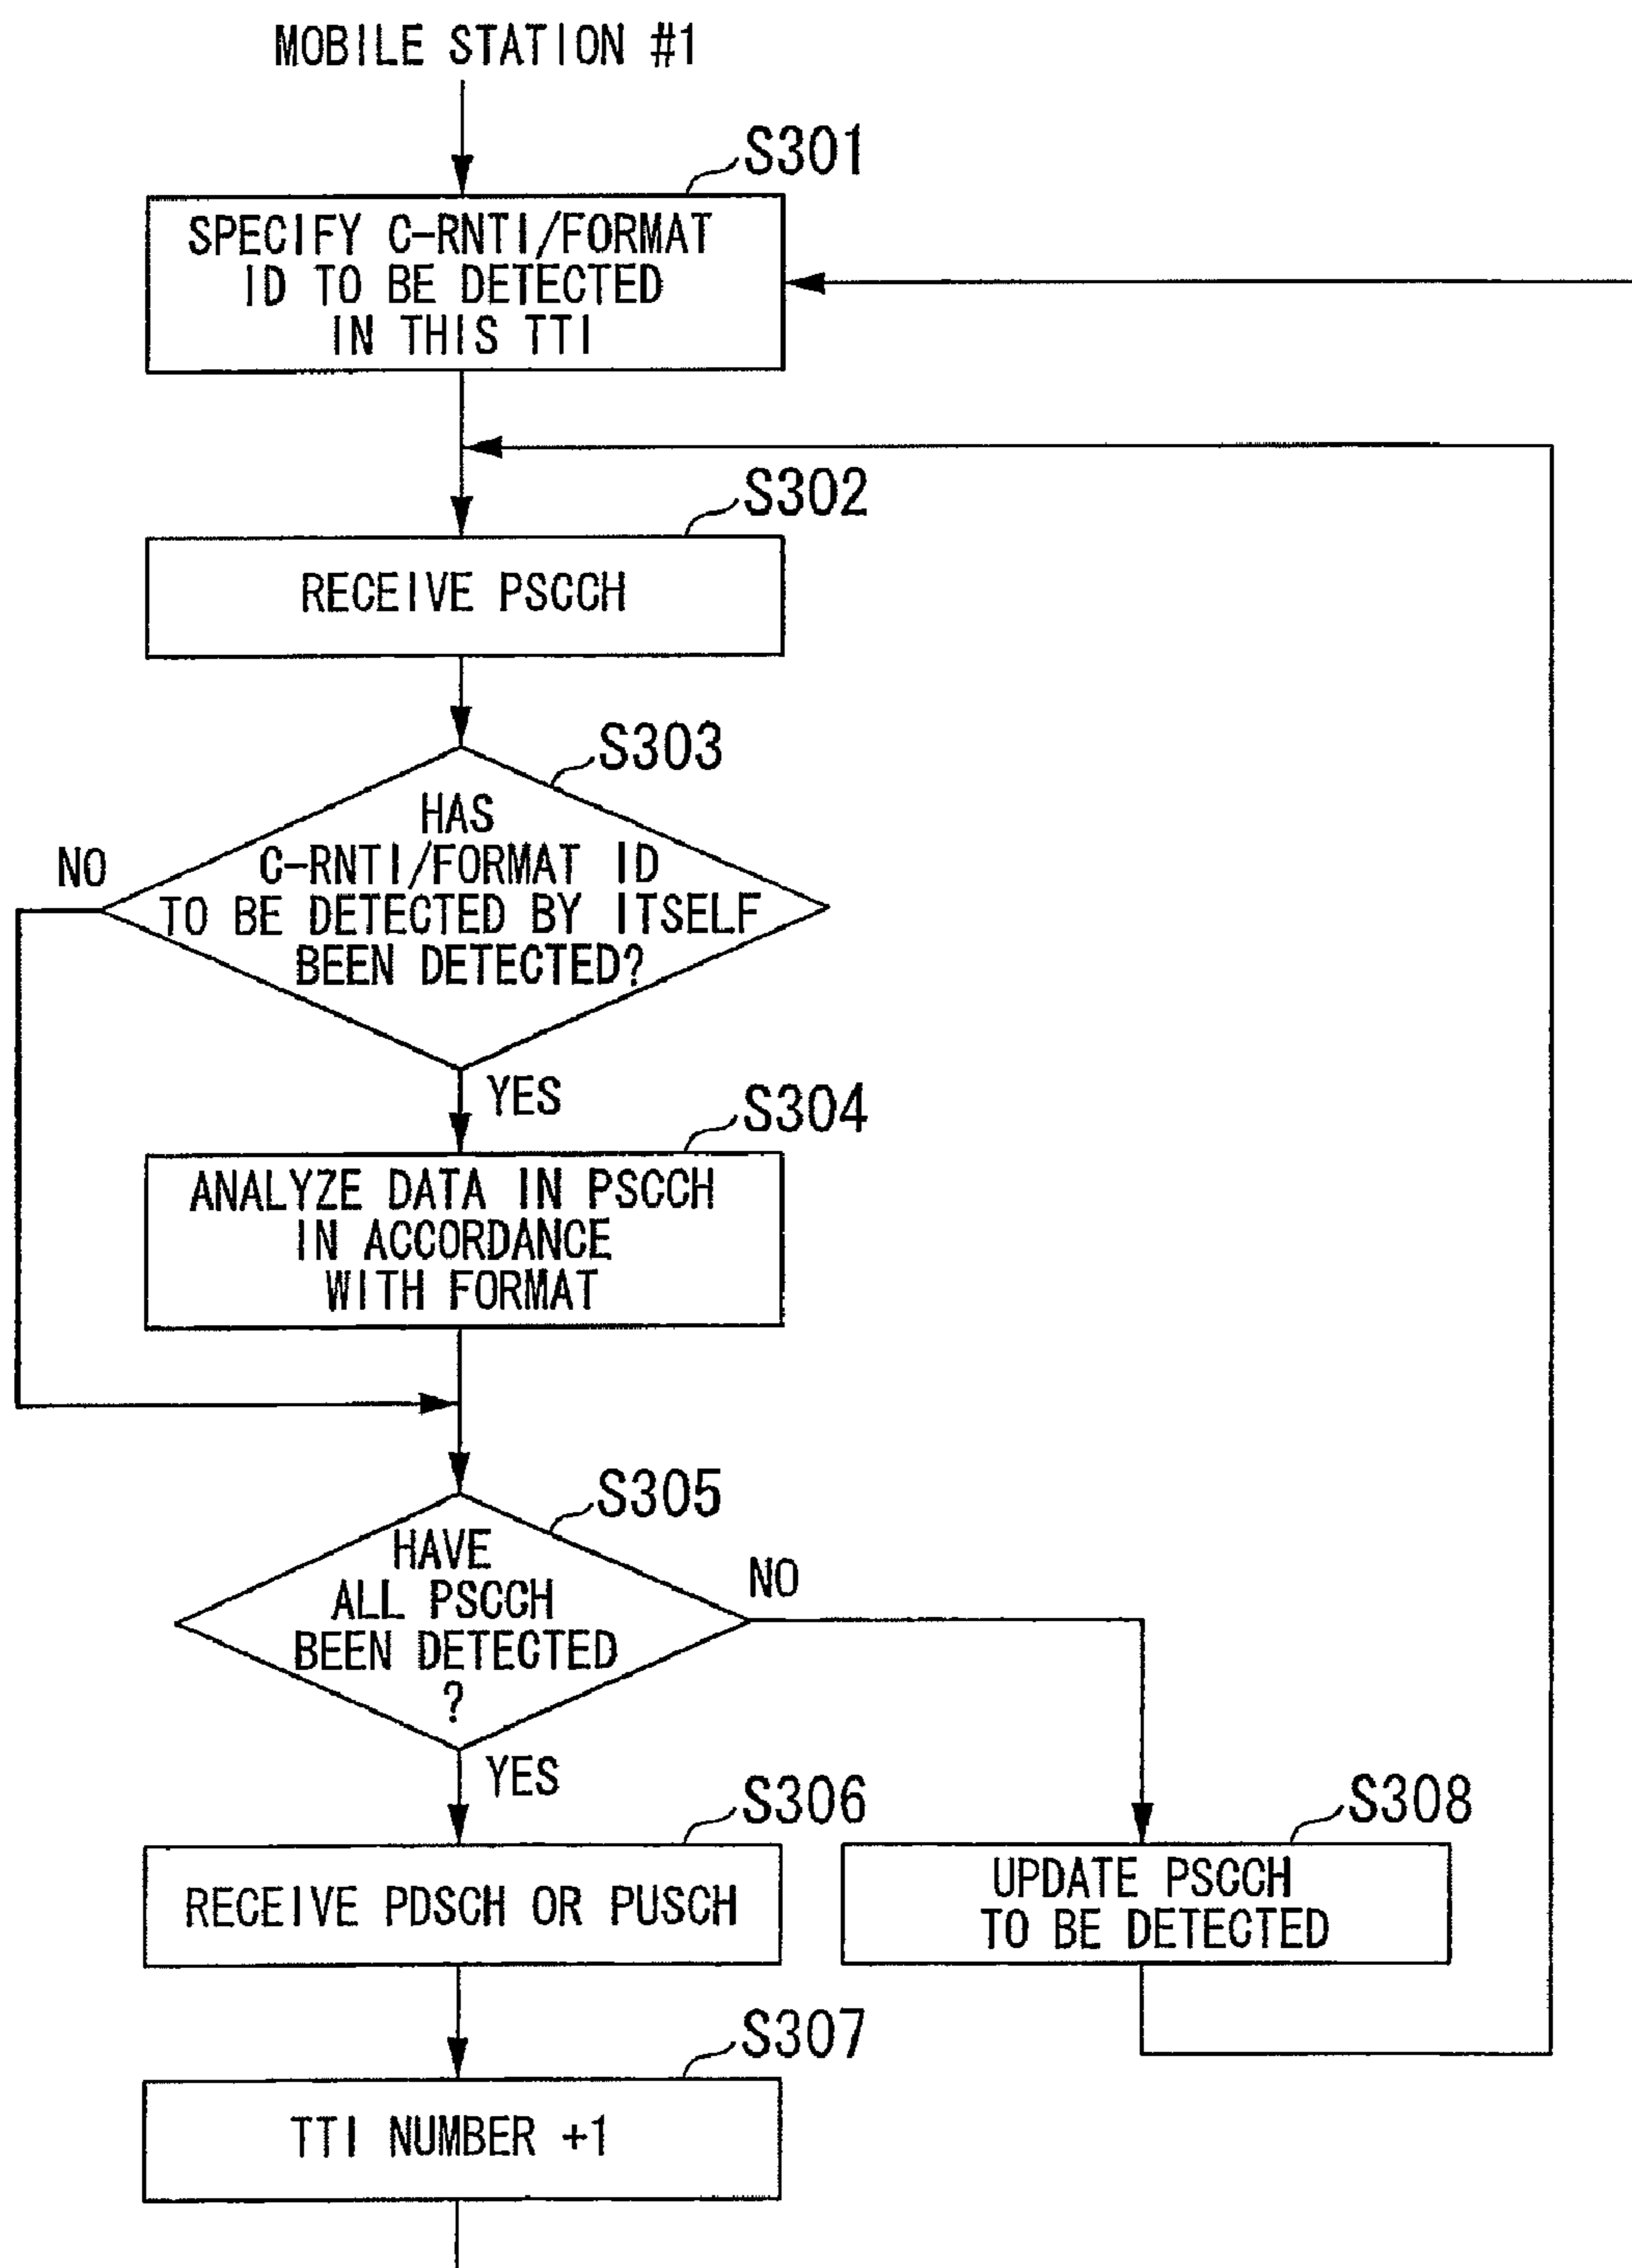 MOBILE STATION #1
S301
SPECIFY C-RNTI/FORMAT
ID TO BE DETECTED
IN THIS TTI
S302
RECEIVE PSCCH
S303
HAS
C-RNTI/FORMAT ID
TO BE DETECTED BY ITSELF
BEEN DETECTED?
NO
YES
S304
ANALYZE DATA IN PSCCH
IN ACCORDANCE
WITH FORMAT
S305
HAVE
ALL PSCCH
BEEN DETECTED
?
NO
YES
S306
RECEIVE PDSCH OR PUSCH
S308
UPDATE PSCCH
TO BE DETECTED
S307
TTI NUMBER +1